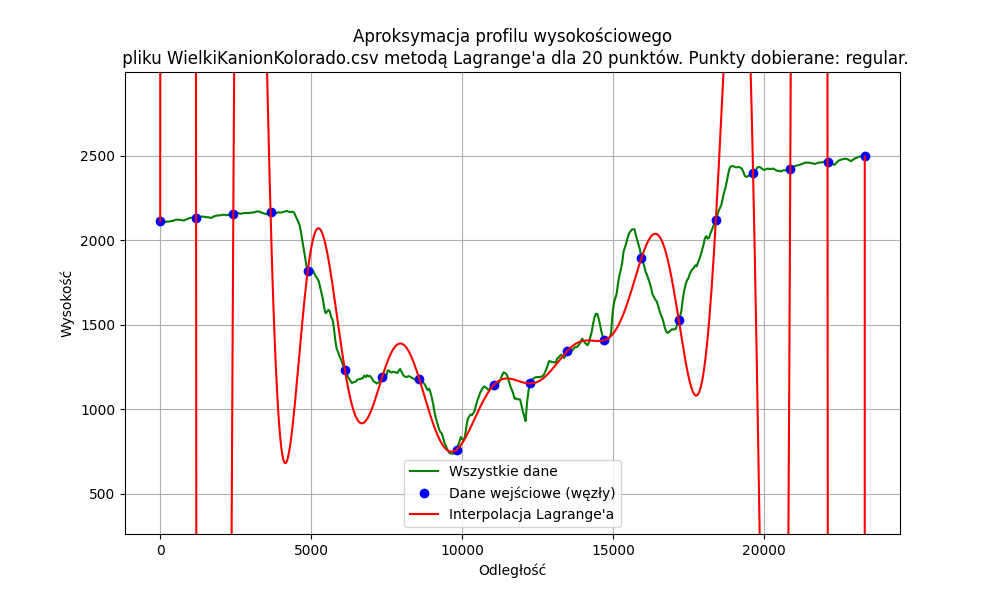 Aproksymacja profilu wysokościowego
pliku WielkiKanionKolorado.csv metodą Lagrange'a dla 20 punktów. Punkty dobierane: regular.
2500
2000
1500
1000
500
Wysokość
Wszystkie dane
Dane wejściowe (węzły)
Interpolacja Lagrange'a
0 5000 10000 15000 20000
Odległość